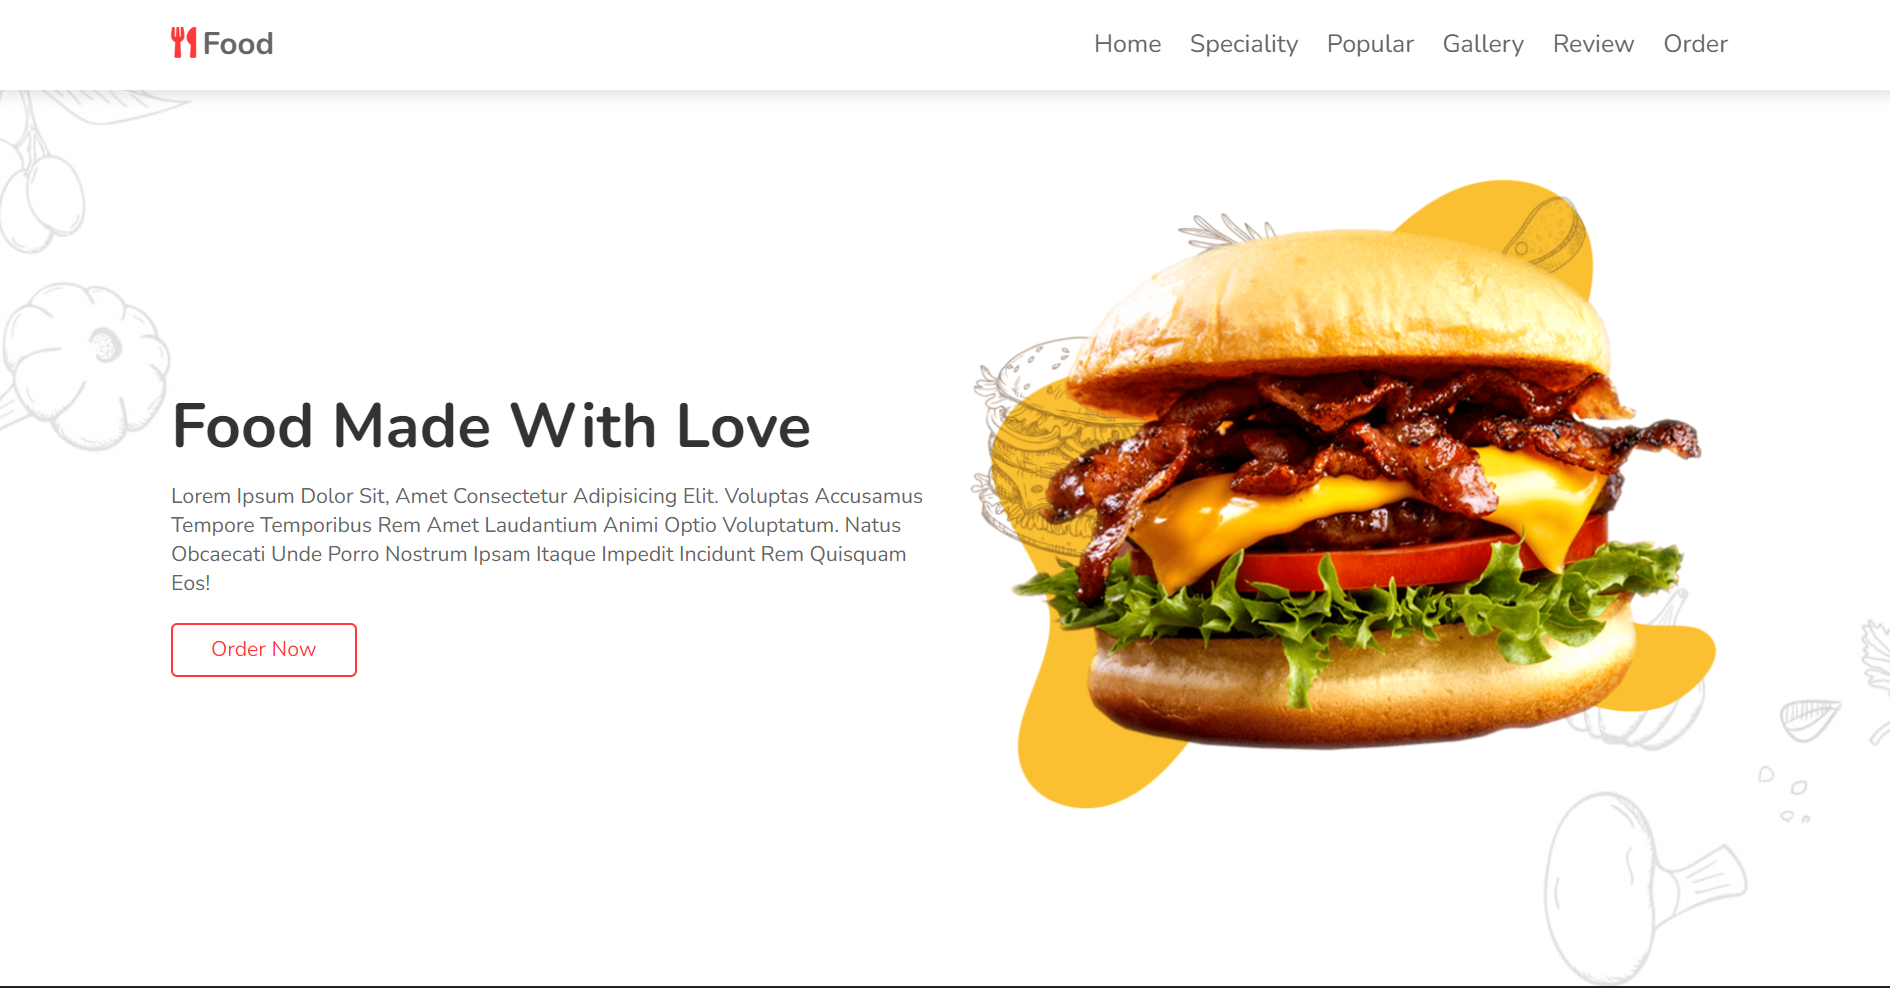 Food
Home Speciality Popular Gallery Review Order
Food Made With Love
Lorem Ipsum Dolor Sit, Amet Consectetur Adipisicing Elit. Voluptas Accusamus
Tempore Temporibus Rem Amet Laudantium Animi Optio Voluptatum. Natus
Obcaecati Unde Porro Nostrum Ipsam Itaque Impedit Incidunt Rem Quisquam
Eos!
Order Now